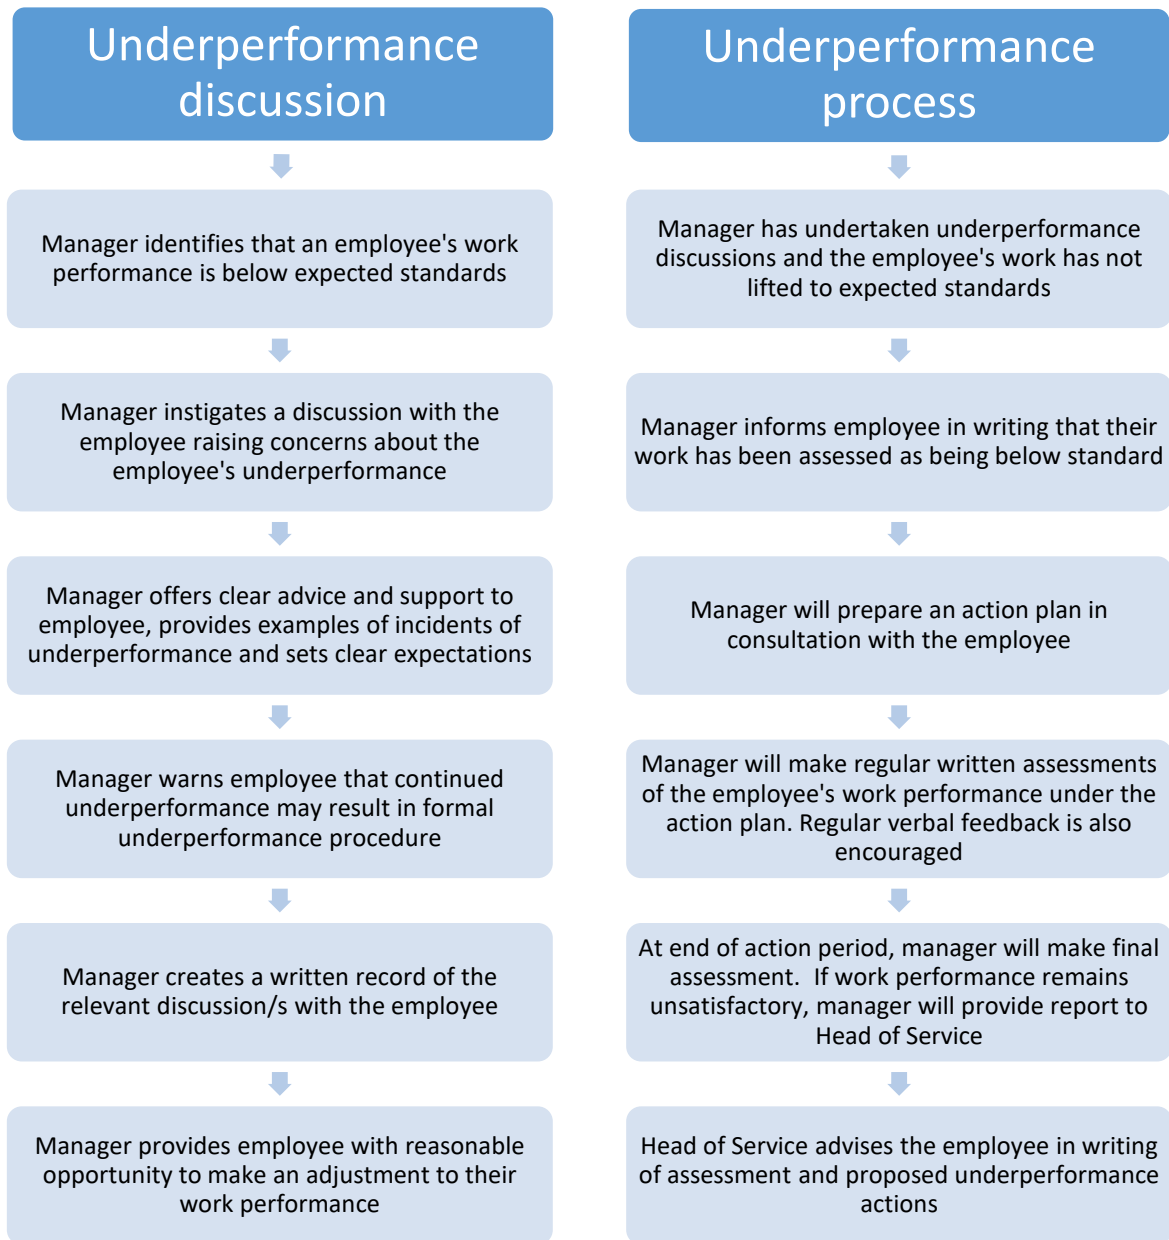 Underperformance
discussion
Manager identifies that an employee's work
performance is below expected standards
Manager instigates a discussion with the
employee raising concerns about the
employee's underperformance
Manager offers clear advice and support to
employee, provides examples of incidents of
underperformance and sets clear expectations
Manager warns employee that continued
underperformance may result in formal
underperformance procedure
Manager creates a written record of the
relevant discussion/s with the employee
Manager provides employee with reasonable
opportunity to make an adjustment to their
work performance
Underperformance
process
Manager has undertaken underperformance
discussions and the employee's work has not
lifted to expected standards
Manager informs employee in writing that their
work has been assessed as being below standard
Manager will prepare an action plan in
consultation with the employee
Manager will make regular written assessments
of the employee's work performance under the
action plan. Regular verbal feedback is also
encouraged
At end of action period, manager will make final
assessment.  If work performance remains
unsatisfactory, manager will provide report to
Head of Service
Head of Service advises the employee in writing
of assessment and proposed underperformance
actions